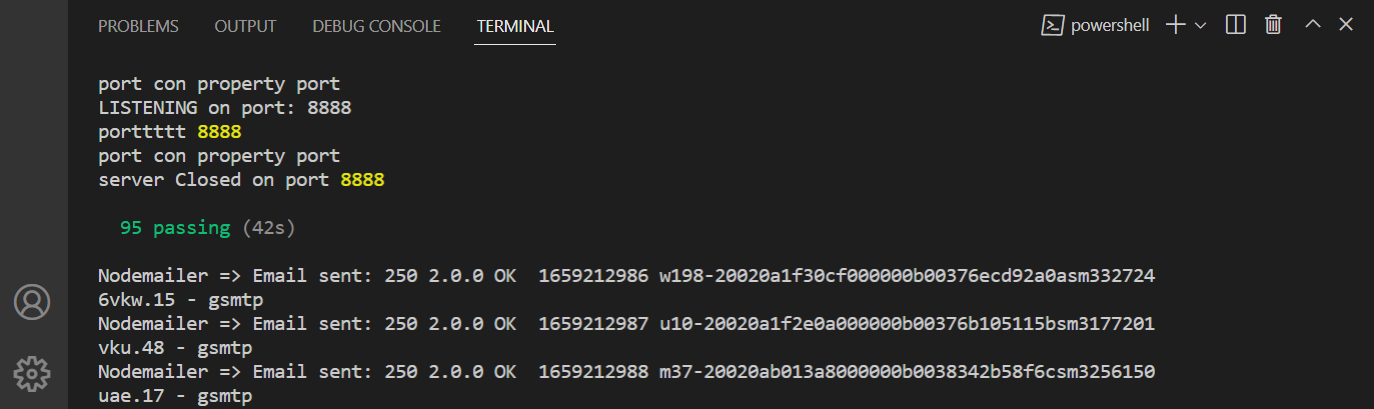 PROBLEMS OUTPUT DEBUG CONSOLE TERMINAL powershell
port con property port
LISTENING on port: 8888
porttttt 8888
port con property port
server Closed on port 8888
95 passing (42s)
Nodemailer => Email sent: 250 2.0.0 OK  1659212986 w198-20020a1f30cf000000b00376ecd92a0asm332724
6vkw.15 - gsmtp
Nodemailer => Email sent: 250 2.0.0 OK  1659212987 u10-20020a1f2e0a000000b00376b105115bsm3177201
vku.48 - gsmtp
Nodemailer => Email sent: 250 2.0.0 OK  1659212988 m37-20020ab013a8000000b0038342b58f6csm3256150
uae.17 - gsmtp